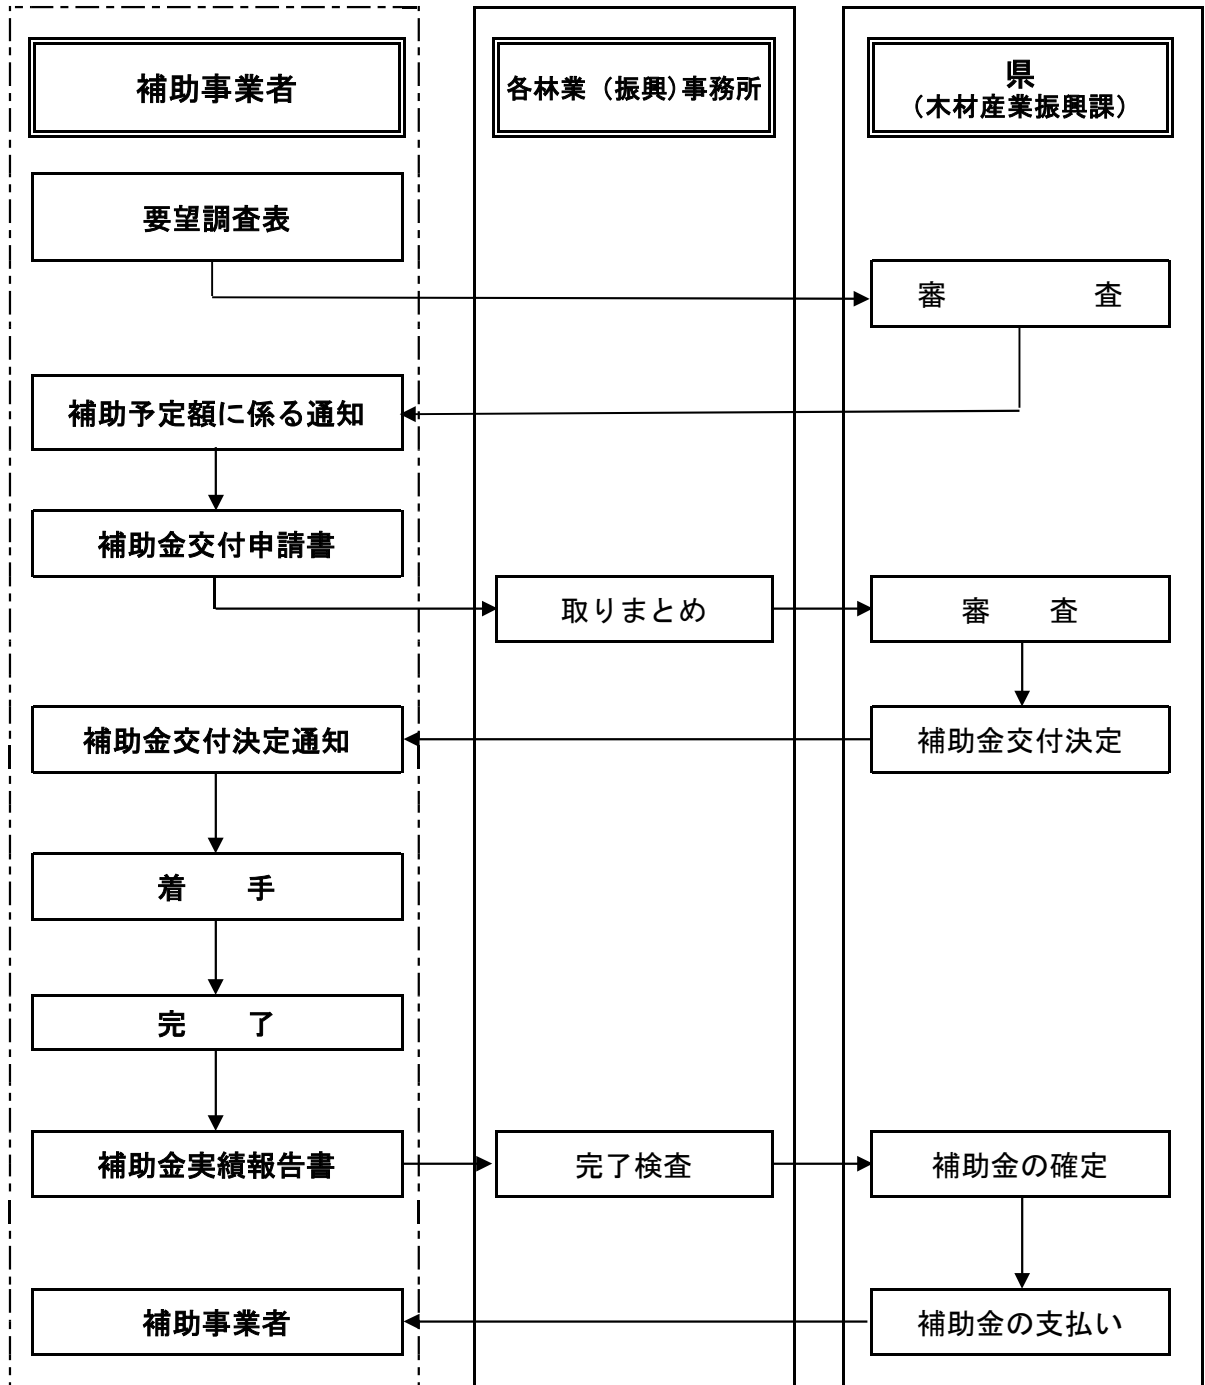 補助事業者
各林業（振興）事務所
県
（木材産業振興課）
要望調査表
審　　　　　査
補助予定額に係る通知
補助金交付申請書
取りまとめ
審　　査
補助金交付決定通知
補助金交付決定
着　　手
完　　了
補助金実績報告書
完了検査
補助金の確定
補助事業者
補助金の支払い